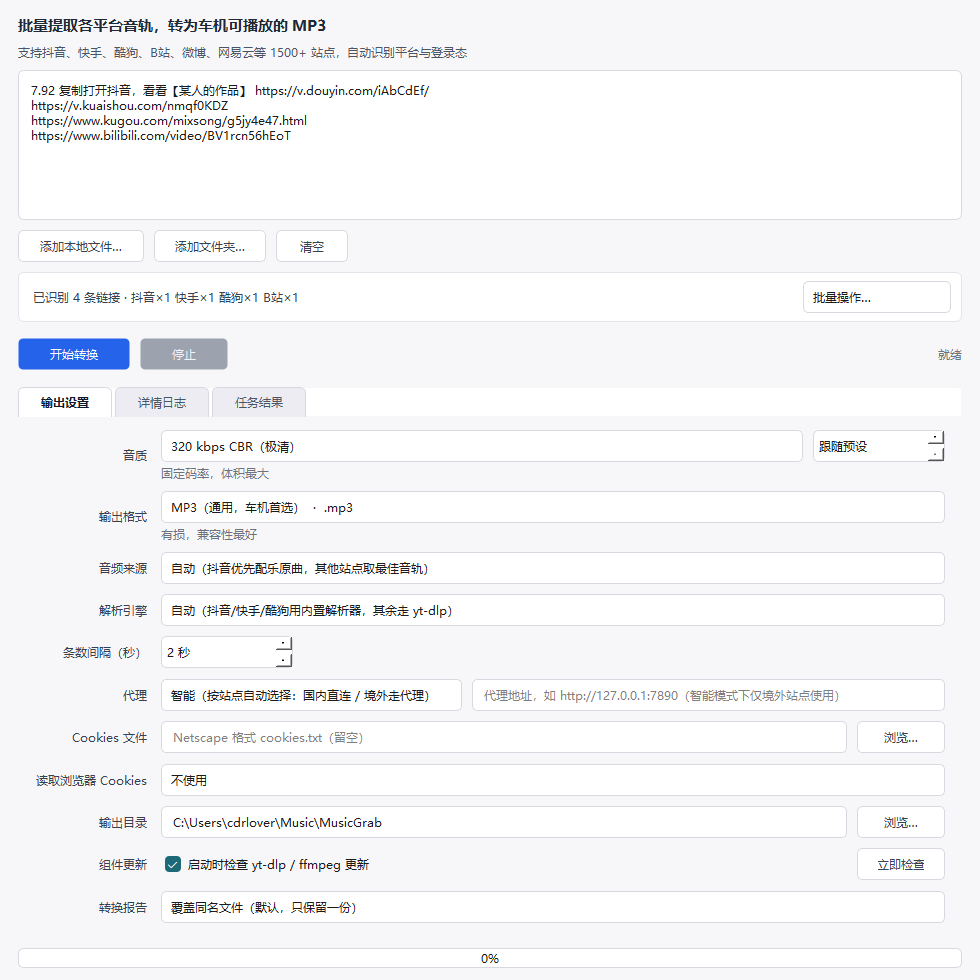 批量提取各平台音轨，转为车机可播放的 MP3
支持抖音、快手、酷狗、B站、微博、网易云等 1500+ 站点，自动识别平台与登录态
7.92 复制打开抖音，看看【某人的作品】 https://v.douyin.com/iAbCdEf/
https://v.kuaishou.com/nmqf0KDZ
https://www.kugou.com/mixsong/g5jy4e47.html
https://www.bilibili.com/video/BV1rcn56hEoT
添加本地文件... 添加文件夹... 清空
已识别 4 条链接 · 抖音×1 快手×1 酷狗×1 B站×1 批量操作...
开始转换 停止 就绪
输出设置 详情日志 任务结果
音质 320 kbps CBR（极清） 跟随预设
固定码率，体积最大
输出格式 MP3（通用，车机首选） · .mp3
有损，兼容性最好
音频来源 自动（抖音优先配乐原曲，其他站点取最佳音轨）
解析引擎 自动（抖音/快手/酷狗用内置解析器，其余走 yt-dlp）
条数间隔（秒） 2 秒
代理 智能（按站点自动选择：国内直连 / 境外走代理） 代理地址，如 http://127.0.0.1:7890（智能模式下仅境外站点使用）
Cookies 文件 Netscape 格式 cookies.txt（留空） 浏览...
读取浏览器 Cookies 不使用
输出目录 C:\Users\cdrlover\Music\MusicGrab 浏览...
组件更新 启动时检查 yt-dlp / ffmpeg 更新 立即检查
转换报告 覆盖同名文件（默认，只保留一份）
0%